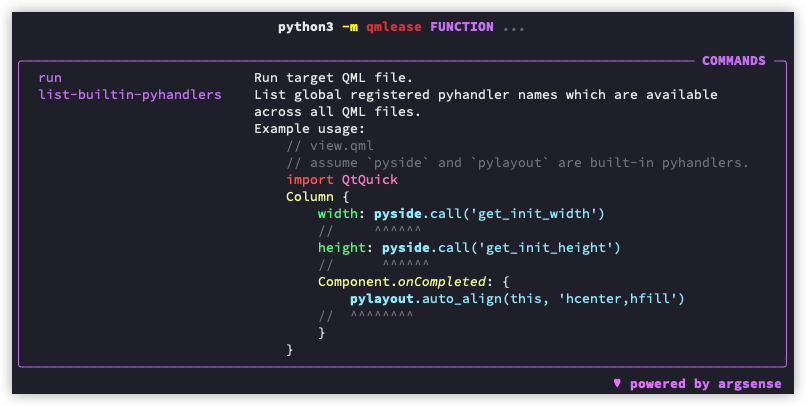 python3 -m qmlease FUNCTION ...
COMMANDS
run Run target QML file.
list-builtin-pyhandlers List global registered pyhandler names which are available
across all QML files.
Example usage:
// view.qml
// assume `pyside` and `pylayout` are built-in pyhandlers.
import QtQuick
Column {
width: pyside.call('get_init_width')
// ^^^^^^
height: pyside.call('get_init_height')
// ^^^^^^
Component.onCompleted: {
pylayout.auto_align(this, 'hcenter,hfill')
// ^^^^^^^^
}
}
♥ powered by argsense